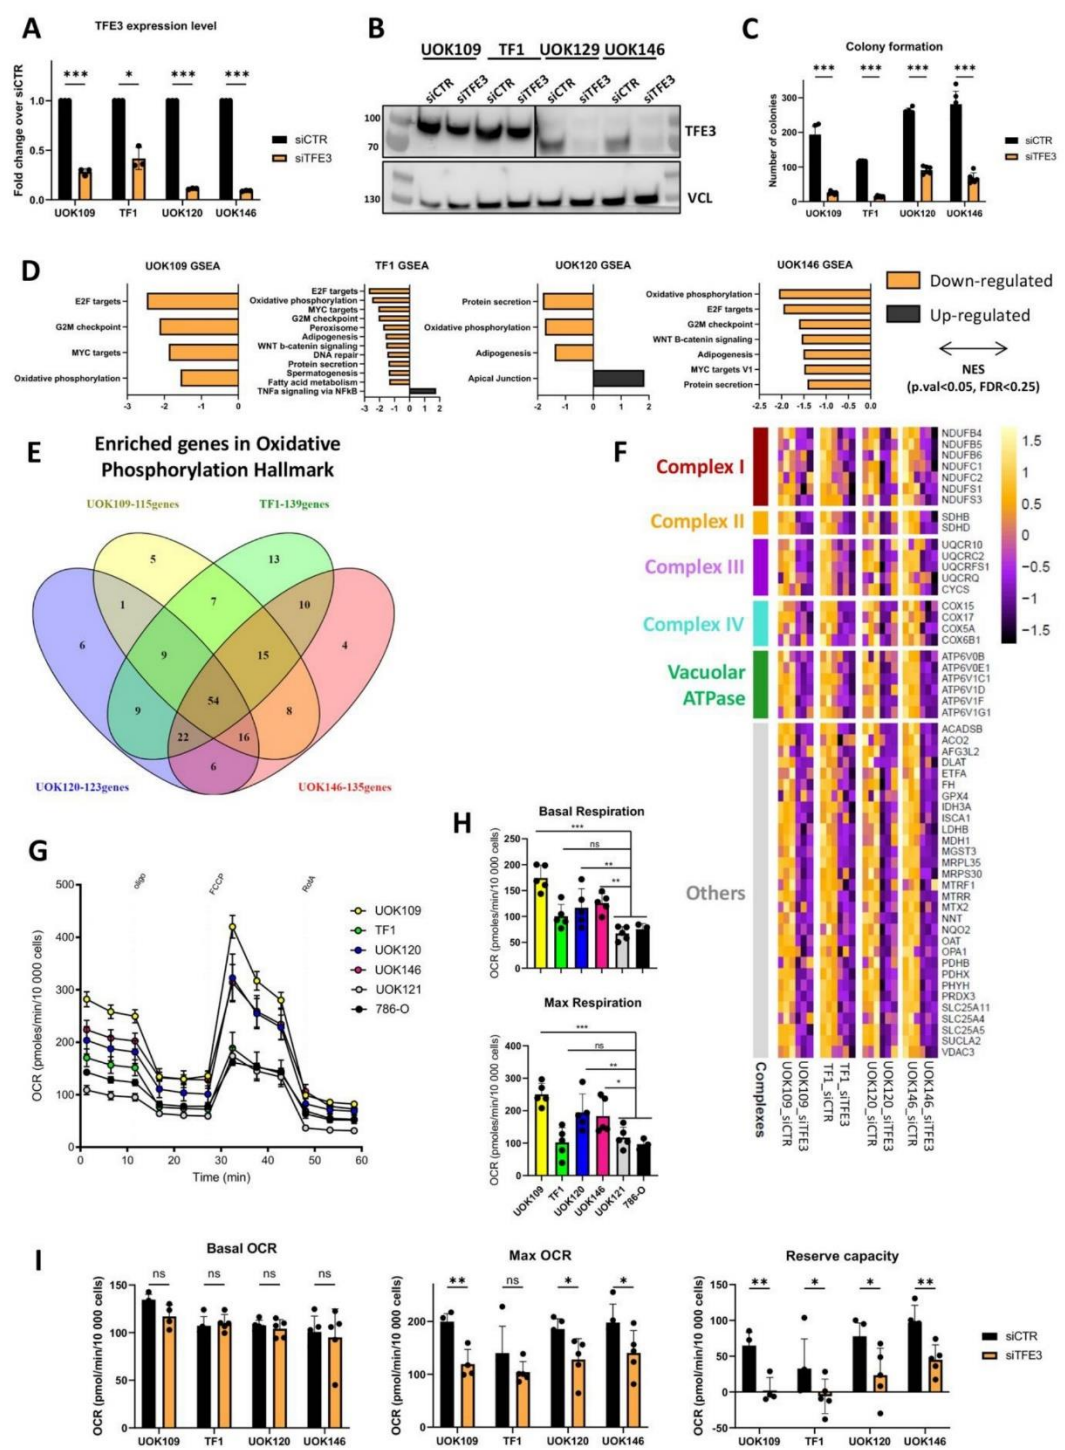 A
TFE3 expression level
Fold change over siCTR
1.0
0.5
0.0
***
*
***
***
UOK109
TF1
UOK120
UOK146
siCTR
siTFE3
B
UOK109 TF1 UOK129 UOK146
siCTR siTFE3 siCTR siTFE3 siCTR siTFE3 siCTR siTFE3
100
70
TFE3
130
VCL
C
Colony formation
Number of colonies
300
200
100
0
***
***
***
***
UOK109
TF1
UOK120
UOK146
siCTR
siTFE3
D
UOK109 GSEA
E2F targets
G2M checkpoint
MYC targets
Oxidative phosphorylation
-3 -2 -1 0
TF1 GSEA
E2F targets
Oxidative phosphorylation
MYC targets
G2M checkpoint
Peroxisome
Adipogenesis
WNT b-catenin signaling
DNA repair
Protein secretion
Spermatogenesis
Fatty acid metabolism
TNFa signaling via NFkB
-3 -2 -1 0 1 2
UOK120 GSEA
Protein secretion
Oxidative phosphorylation
Adipogenesis
Apical Junction
-2 -1 0 1 2
UOK146 GSEA
Oxidative phosphorylation
E2F targets
G2M checkpoint
WNT B-catenin signaling
Adipogenesis
MYC targets V1
Protein secretion
-2.5 -2.0 -1.5 -1.0 -0.5 0.0
Down-regulated
Up-regulated
NES
(p.val<0.05, FDR<0.25)
E
Enriched genes in Oxidative
Phosphorylation Hallmark
UOK109-115genes
TF1-139genes
5
13
1
7
10
6
9
15
4
54
9
8
22
16
6
UOK120-123genes
UOK146-135genes
F
Complex I
Complex II
Complex III
Complex IV
Vacuolar
ATPase
Others
NDUFB4
NDUFB5
NDUFB6
NDUFC1
NDUFC2
NDUFS1
NDUFS3
SDHB
SDHD
UQCR10
UQCRC2
UQCRFS1
UQCRQ
CYCS
COX15
COX17
COX5A
COX6B1
ATP6V0B
ATP6V0E1
ATP6V1C1
ATP6V1D
ATP6V1F
ATP6V1G1
ACADSB
ACO2
AFG3L2
DLAT
ETFA
FH
GPX4
IDH3A
ISCA1
LDHB
MDH1
MGST3
MRPL35
MRPS30
MTRF1
MTRR
MTX2
NNT
NQO2
OAT
OPA1
PDHB
PDHX
PHYH
PRDX3
SLC25A11
SLC25A4
SLC25A5
SUCLA2
VDAC3
1.5
1
0.5
0
−0.5
−1
−1.5
Complexes
UOK109_siCTR
UOK109_siTFE3
TF1_siCTR
TF1_siTFE3
UOK120_siCTR
UOK120_siTFE3
UOK146_siCTR
UOK146_siTFE3
G
OCR (pmoles/min/10 000 cells)
500
400
300
200
100
0
oligo
FCCP
RotA
0 10 20 30 40 50 60
Time (min)
UOK109
TF1
UOK120
UOK146
UOK121
786-O
H
Basal Respiration
OCR (pmoles/min/10 000 cells)
250
200
150
100
50
0
***
ns
**
**
Max Respiration
OCR (pmoles/min/10 000 cells)
400
300
200
100
0
***
ns
**
*
UOK109
TF1
UOK120
UOK146
UOK121
786-O
I
Basal OCR
OCR (pmol/min/10 000 cells)
150
100
50
0
ns
ns
ns
ns
UOK109
TF1
UOK120
UOK146
Max OCR
OCR (pmol/min/10 000 cells)
200
100
0
**
ns
*
*
UOK109
TF1
UOK120
UOK146
Reserve capacity
OCR (pmol/min/10 000 cells)
150
100
50
0
-50
**
*
*
**
UOK109
TF1
UOK120
UOK146
siCTR
siTFE3